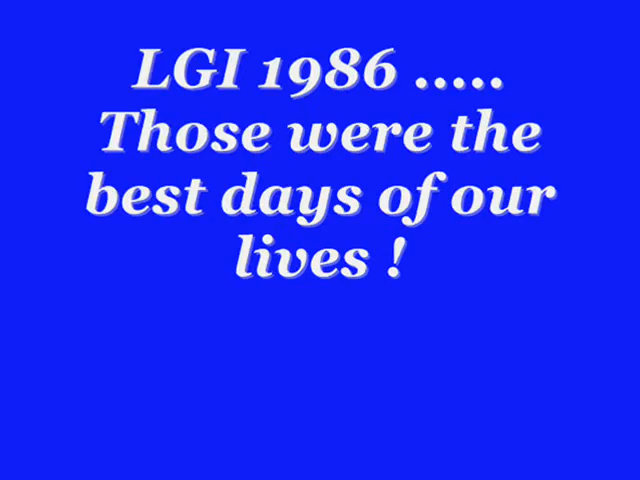 LGI 1986 .....
Those were the
best days of our
lives !